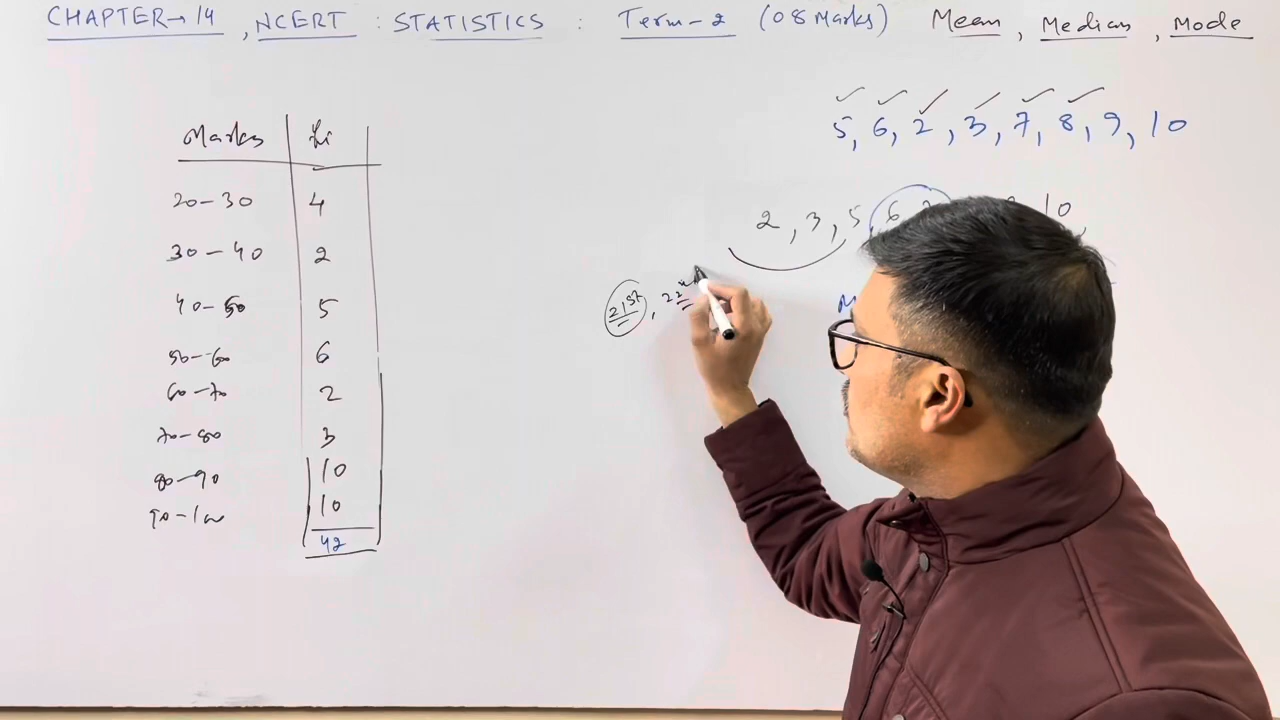 CHAPTER→14, NCERT : STATISTICS : Term-2 (08 Marks) Mean, Median, Mode
5, 6, 2, 3, 7, 8, 9, 10
2, 3, 5, 6, 10
21st, 22
M
Marks fi
20-30 4
30-40 2
40-50 5
50-60 6
60-70 2
70-80 3
80-90 10
90-100 10
42